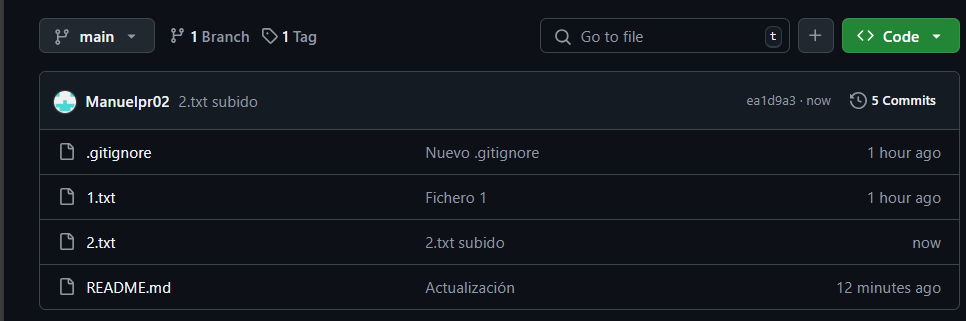 main 1 Branch 1 Tag Go to file t + Code
Manuelpr02 2.txt subido ea1d9a3 · now 5 Commits
.gitignore Nuevo .gitignore 1 hour ago
1.txt Fichero 1 1 hour ago
2.txt 2.txt subido now
README.md Actualización 12 minutes ago